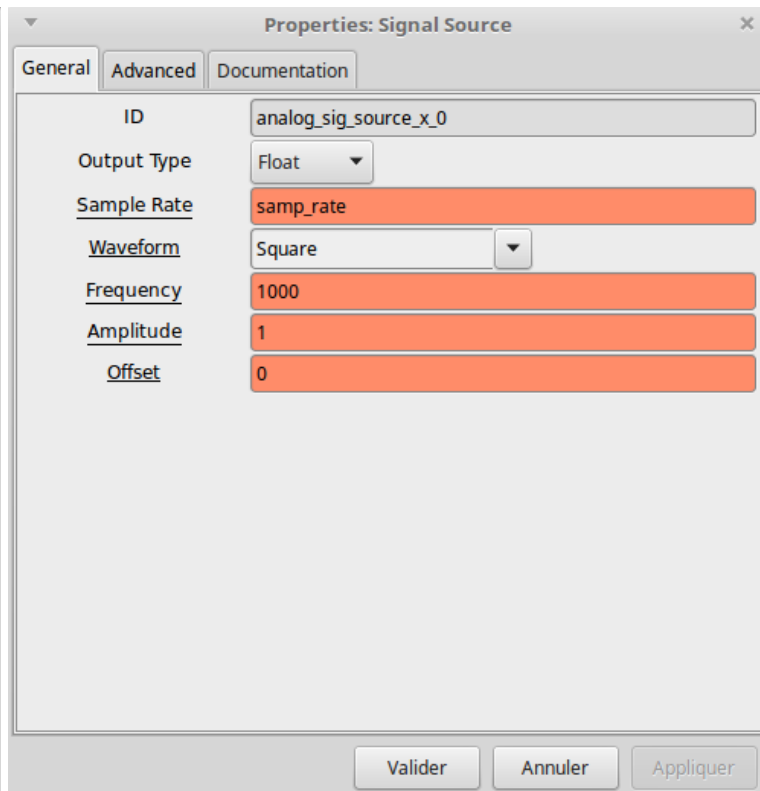 Properties: Signal Source
General Advanced Documentation
ID analog_sig_source_x_0
Output Type Float
Sample Rate samp_rate
Waveform Square
Frequency 1000
Amplitude 1
Offset 0
Valider Annuler Appliquer